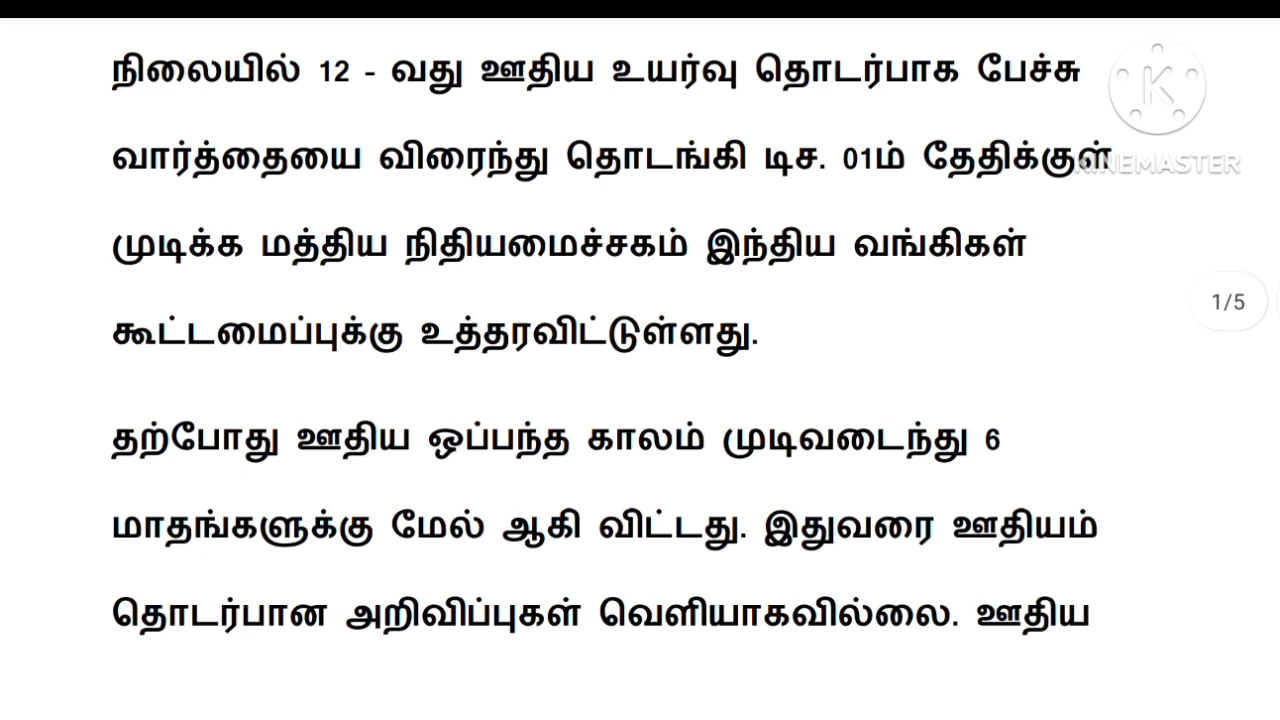 நிலையில் 12 - வது ஊதிய உயர்வு தொடர்பாக பேச்சு
வார்த்தையை விரைந்து தொடங்கி டிச. 01ம் தேதிக்குள்
KINEMASTER
முடிக்க மத்திய நிதியமைச்சகம் இந்திய வங்கிகள்
1/5
கூட்டமைப்புக்கு உத்தரவிட்டுள்ளது.
தற்போது ஊதிய ஒப்பந்த காலம் முடிவடைந்து 6
மாதங்களுக்கு மேல் ஆகி விட்டது. இதுவரை ஊதியம்
தொடர்பான அறிவிப்புகள் வெளியாகவில்லை. ஊதிய